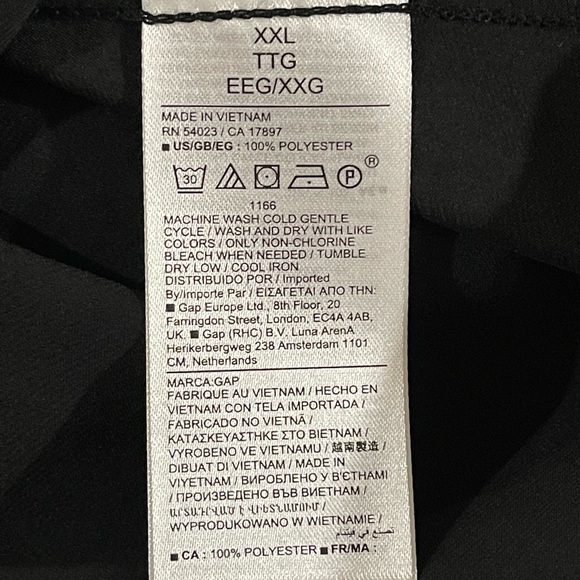 XXL
TTG
EEG/XXG
MADE IN VIETNAM
RN 54023 / CA 17897
■ US/GB/EG : 100% POLYESTER
30 P ®
1166
MACHINE WASH COLD GENTLE
CYCLE / WASH AND DRY WITH LIKE
COLORS / ONLY NON-CHLORINE
BLEACH WHEN NEEDED / TUMBLE
DRY LOW / COOL IRON
DISTRIBUIDO POR / Imported
By/Importe Par / ΕΙΣΑΓΕΤΑΙ ΑΠΟ ΤΗΝ:
■ Gap Europe Ltd., 8th Floor, 20
Farringdon Street, London, EC4A 4AB,
UK. ■ Gap (RHC) B.V. Luna ArenA
Herikerbergweg 238 Amsterdam 1101
CM, Netherlands
MARCA:GAP
FABRIQUE AU VIETNAM / HECHO EN
VIETNAM CON TELA IMPORTADA /
FABRICADO NO VIETNÃ /
ΚΑΤΑΣΚΕΥΑΣΤΗΚΕ ΣΤΟ ΒΙΕΤΝΑΜ /
VYROBENO VE VIETNAMU / 越南製造 /
DIBUAT DI VIETNAM / MADE IN
VIYETNAM / ВИРОБЛЕНО У В'ЄТНАМІ
/ ПРОИЗВЕДЕНО ВЪВ ВИЕТНАМ /
ԱՐՏԱԴՐՎԱԾ Է ՎԻԵՏՆԱՄՈՒՄ /
WYPRODUKOWANO W WIETNAMIE /
صنع في فيتنام
■ CA : 100% POLYESTER ■ FR/MA :